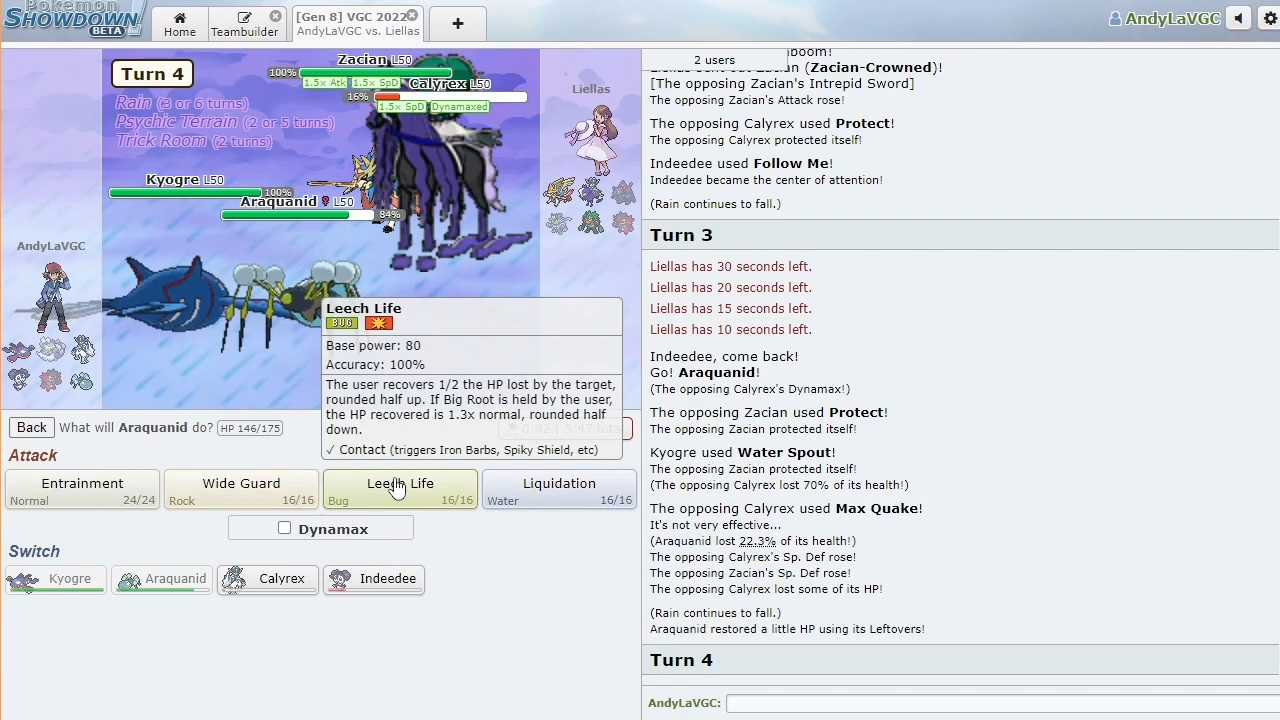 Pokémon
SHOWDOWN
BETA
Home
Teambuilder
[Gen 8] VGC 2022
AndyLaVGC vs. Liellas
+
AndyLaVGC
Turn 4
Rain (3 or 6 turns)
Psychic Terrain (2 or 5 turns)
Trick Room (2 turns)
Zacian L50
100%
1.5× Atk 1.5× SpD
Calyrex L50
16%
1.5× SpD Dynamaxed
Kyogre L50
100%
Araquanid L50
84%
Liellas
AndyLaVGC
Leech Life
BUG
Base power: 80
Accuracy: 100%
The user recovers 1/2 the HP lost by the target,
rounded half up. If Big Root is held by the user,
the HP recovered is 1.3x normal, rounded half
down.
✓ Contact (triggers Iron Barbs, Spiky Shield, etc)
Back What will Araquanid do? HP 146/175
Attack
Entrainment
Normal 24/24
Wide Guard
Rock 16/16
Leech Life
Bug 16/16
Liquidation
Water 16/16
Dynamax
Switch
Kyogre
Araquanid
Calyrex
Indeedee
2 users
(Zacian-Crowned)!
[The opposing Zacian's Intrepid Sword]
The opposing Zacian's Attack rose!
The opposing Calyrex used Protect!
The opposing Calyrex protected itself!
Indeedee used Follow Me!
Indeedee became the center of attention!
(Rain continues to fall.)
Turn 3
Liellas has 30 seconds left.
Liellas has 20 seconds left.
Liellas has 15 seconds left.
Liellas has 10 seconds left.
Indeedee, come back!
Go! Araquanid!
(The opposing Calyrex's Dynamax!)
The opposing Zacian used Protect!
The opposing Zacian protected itself!
Kyogre used Water Spout!
The opposing Zacian protected itself!
(The opposing Calyrex lost 70% of its health!)
The opposing Calyrex used Max Quake!
It's not very effective...
(Araquanid lost 22.3% of its health!)
The opposing Calyrex's Sp. Def rose!
The opposing Zacian's Sp. Def rose!
The opposing Calyrex lost some of its HP!
(Rain continues to fall.)
Araquanid restored a little HP using its Leftovers!
Turn 4
AndyLaVGC: